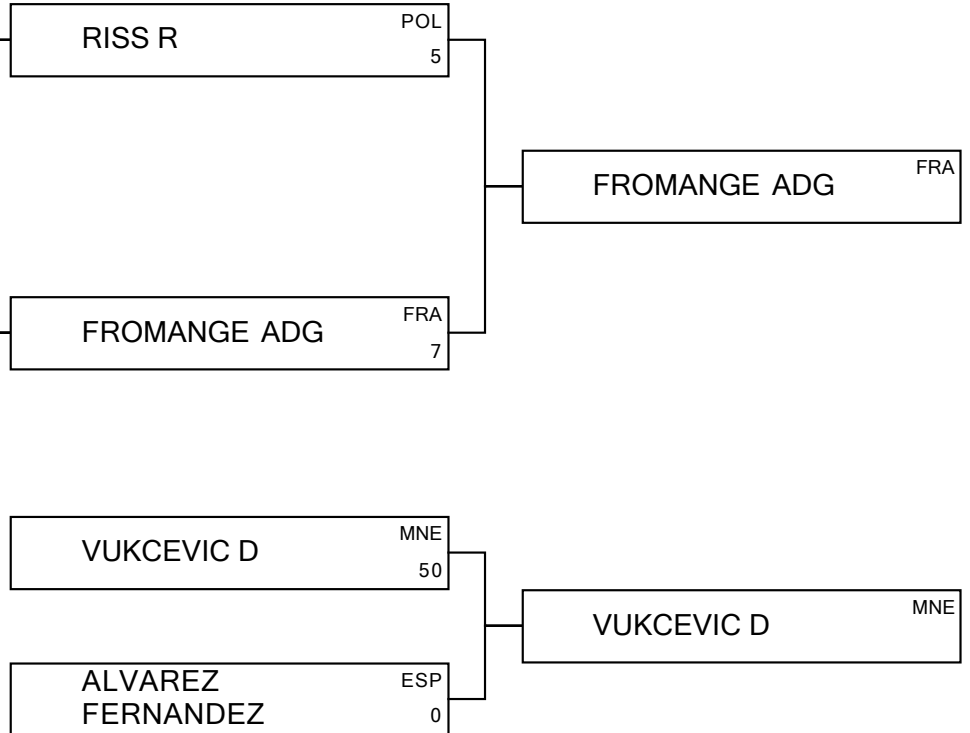 RISS R
POL
5
FROMANGE ADG
FRA
FROMANGE ADG
FRA
7
VUKCEVIC D
MNE
50
VUKCEVIC D
MNE
ALVAREZ
FERNANDEZ
ESP
0